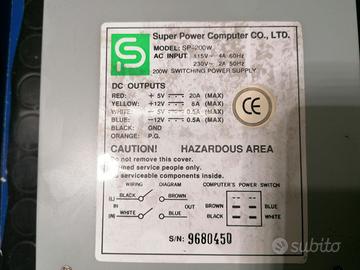 S
Super Power Computer CO., LTD.
MODEL: SP-200W
AC INPUT 115V~ 4A 60Hz
230V~ 2A 50Hz
200W SWITCHING POWER SUPPLY
DC OUTPUTS
RED: + 5V 20A (MAX)
YELLOW: +12V 8A (MAX)
WHITE: - 5V 0.5A (MAX)
BLUE: -12V 0.5A (MAX)
BLACK: GND
ORANGE: P.G.
CE
CAUTION! HAZARDOUS AREA
Do not remove this cover.
ained service people only.
serviceable components inside.
WIRING DIAGRAM COMPUTER'S POWER SWITCH
(L) BLACK BROWN BLACK BROWN
IN OUT
(N) WHITE BLUE WHITE BLUE
S/N: 9680450
subito